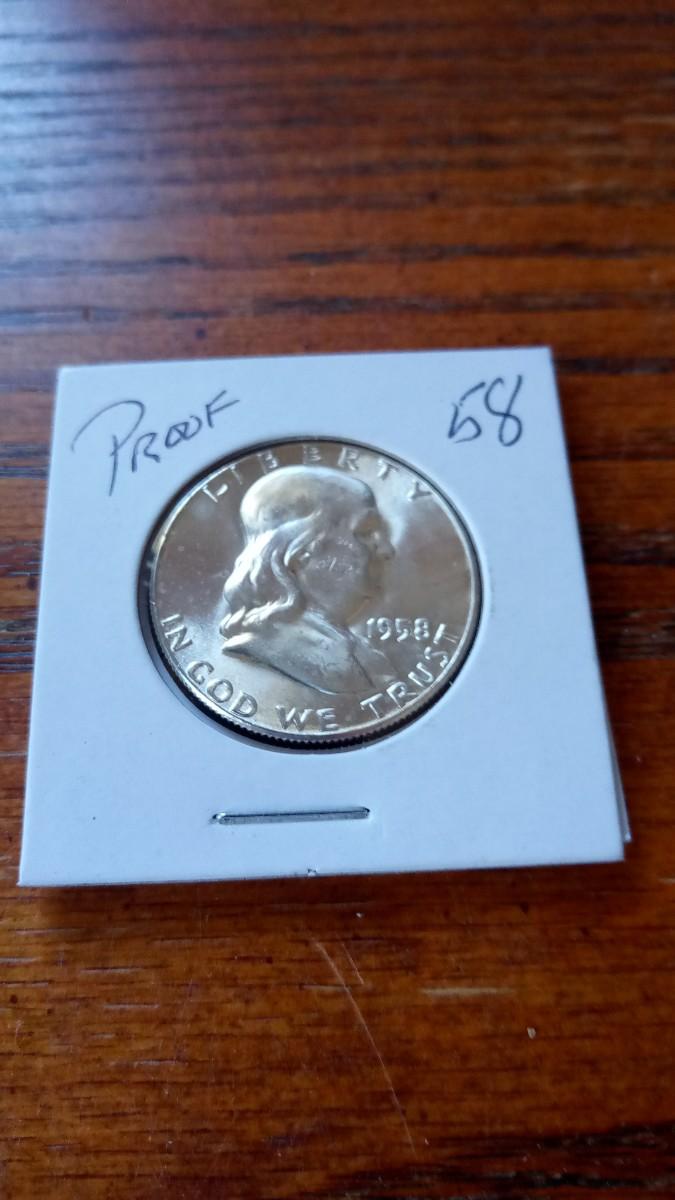 PROOF 58
LIBERTY
1958
IN GOD WE TRUST